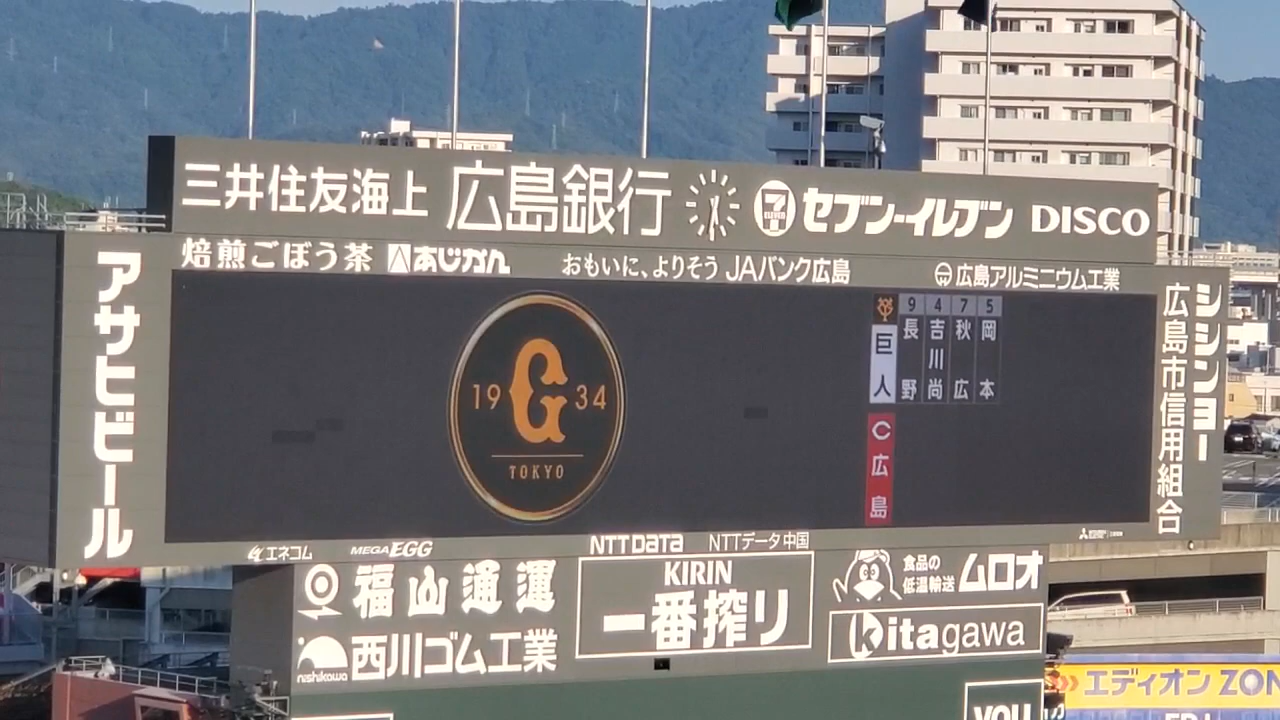 三井住友海上 広島銀行 7 ELEVEN セブン-イレブン DISCO
焙煎ごぼう茶 あじかん おもいに、よりそう JAバンク広島 広島アルミニウム工業
アサヒビール
19 G 34
TOKYO
巨人
9 長野
4 吉川尚
7 秋広
5 岡本
C 広島
シシンヨー
広島市信用組合
エネコム MEGA EGG NTT DATA NTTデータ中国
福山通運
KIRIN
一番搾り
食品の
低温輸送 ムロオ
nishikawa 西川ゴム工業
Kitagawa
エディオン ZON
YOU